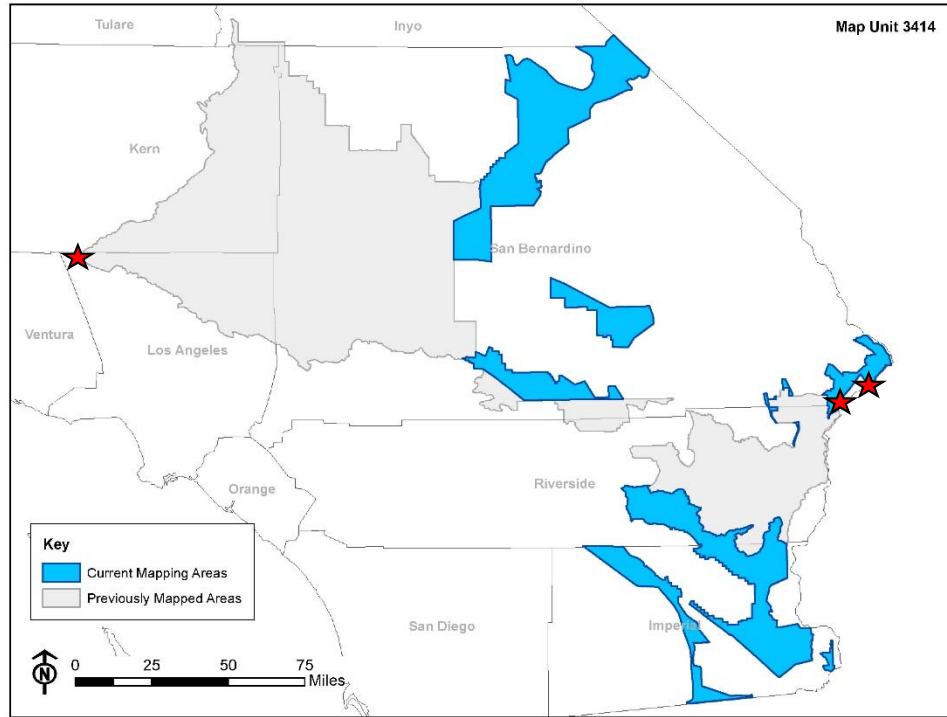 Tulare
Inyo
Map Unit 3414
Kern
San Bernardino
Ventura
Los Angeles
Orange
Riverside
Key
Current Mapping Areas
Previously Mapped Areas
San Diego
Imperial
N
0 25 50 75
Miles